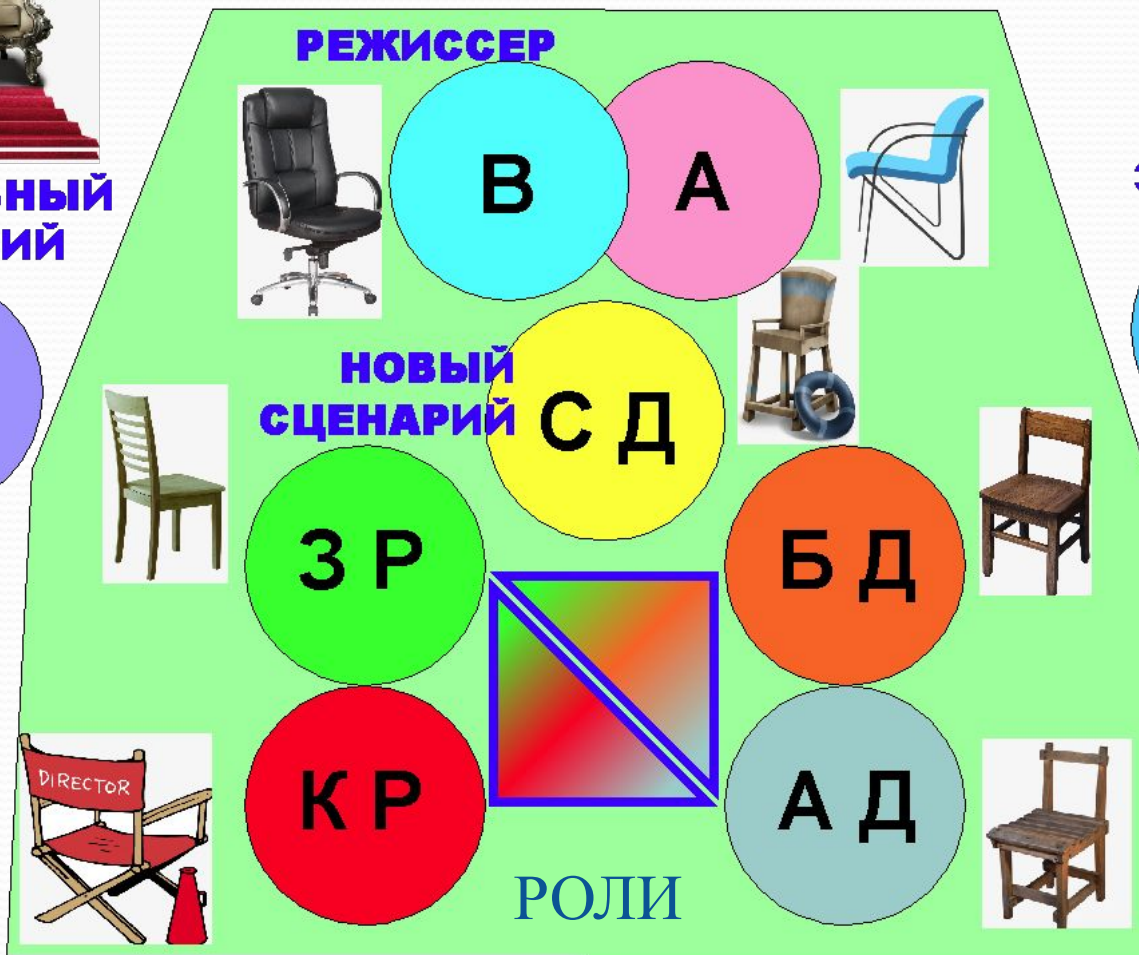 РЕЖИССЕР
В А
НОВЫЙ
СЦЕНАРИЙ
С Д
З Р
Б Д
DIRECTOR
К Р
А Д
РОЛИ